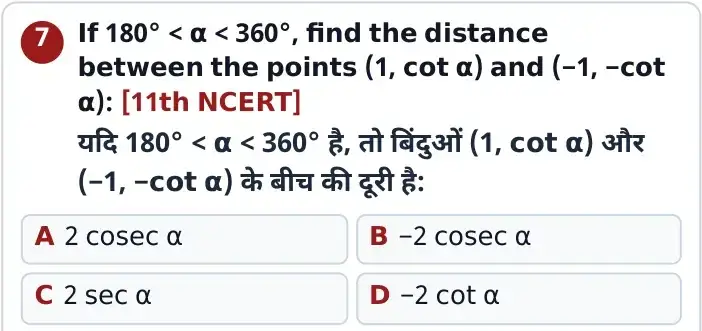 7 If 180° < α < 360°, find the distance
between the points (1, cot α) and (−1, −cot
α): [11th NCERT]
यदि 180° < α < 360° है, तो बिंदुओं (1, cot α) और
(−1, −cot α) के बीच की दूरी है:
A 2 cosec α
B −2 cosec α
C 2 sec α
D −2 cot α